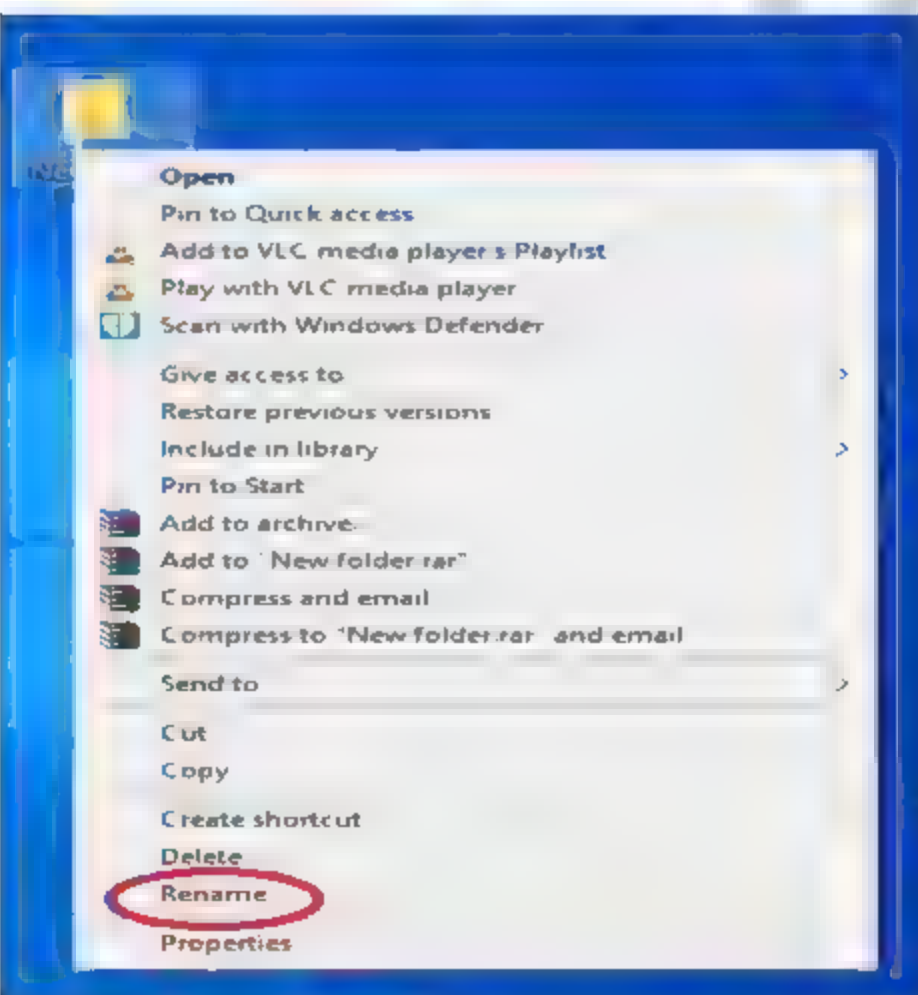 Open
Pin to Quick access
Add to VLC media player's Playlist
Play with VLC media player
Scan with Windows Defender
Give access to
Restore previous versions
Include in library
Pin to Start
Add to archive...
Add to "New folder.rar"
Compress and email...
Compress to "New folder.rar" and email
Send to
Cut
Copy
Create shortcut
Delete
Rename
Properties